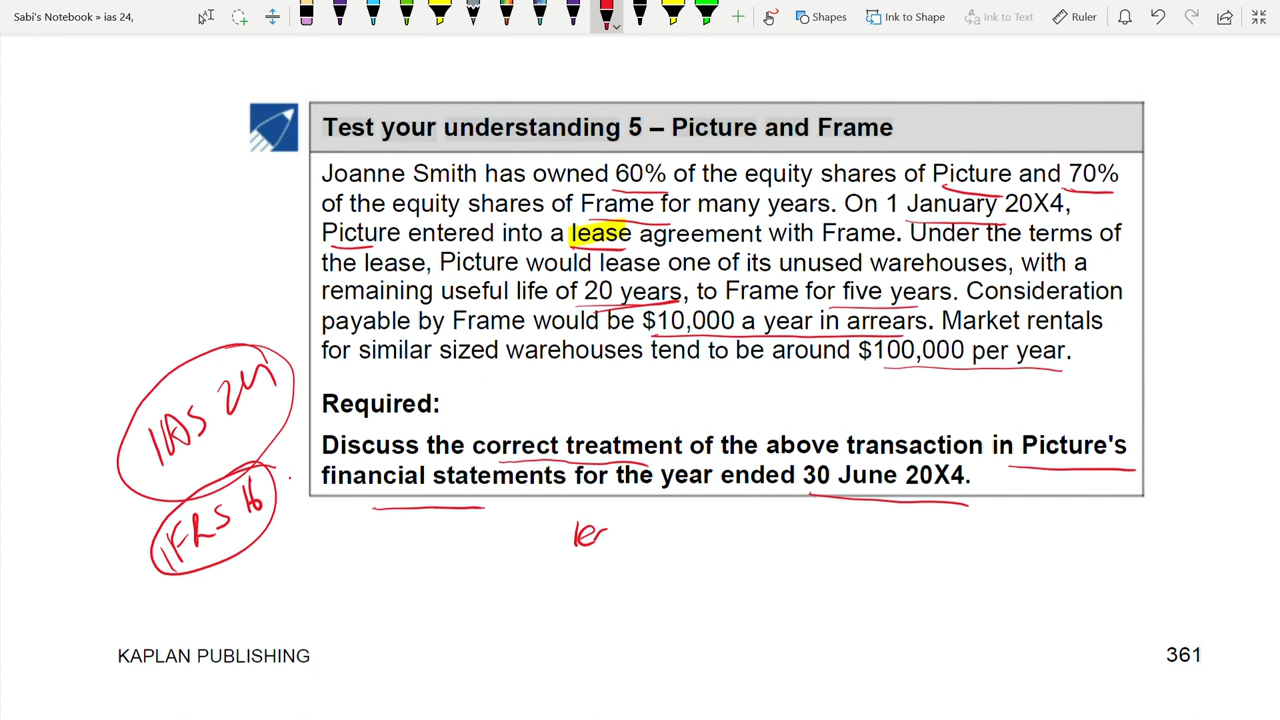 Sabi's Notebook » ias 24,
Shapes
Ink to Shape
Ink to Text
Ruler
Test your understanding 5 – Picture and Frame
Joanne Smith has owned 60% of the equity shares of Picture and 70%
of the equity shares of Frame for many years. On 1 January 20X4,
Picture entered into a lease agreement with Frame. Under the terms of
the lease, Picture would lease one of its unused warehouses, with a
remaining useful life of 20 years, to Frame for five years. Consideration
payable by Frame would be $10,000 a year in arrears. Market rentals
for similar sized warehouses tend to be around $100,000 per year.
Required:
Discuss the correct treatment of the above transaction in Picture's
financial statements for the year ended 30 June 20X4.
IAS 24
IFRS 16
ler
KAPLAN PUBLISHING
361